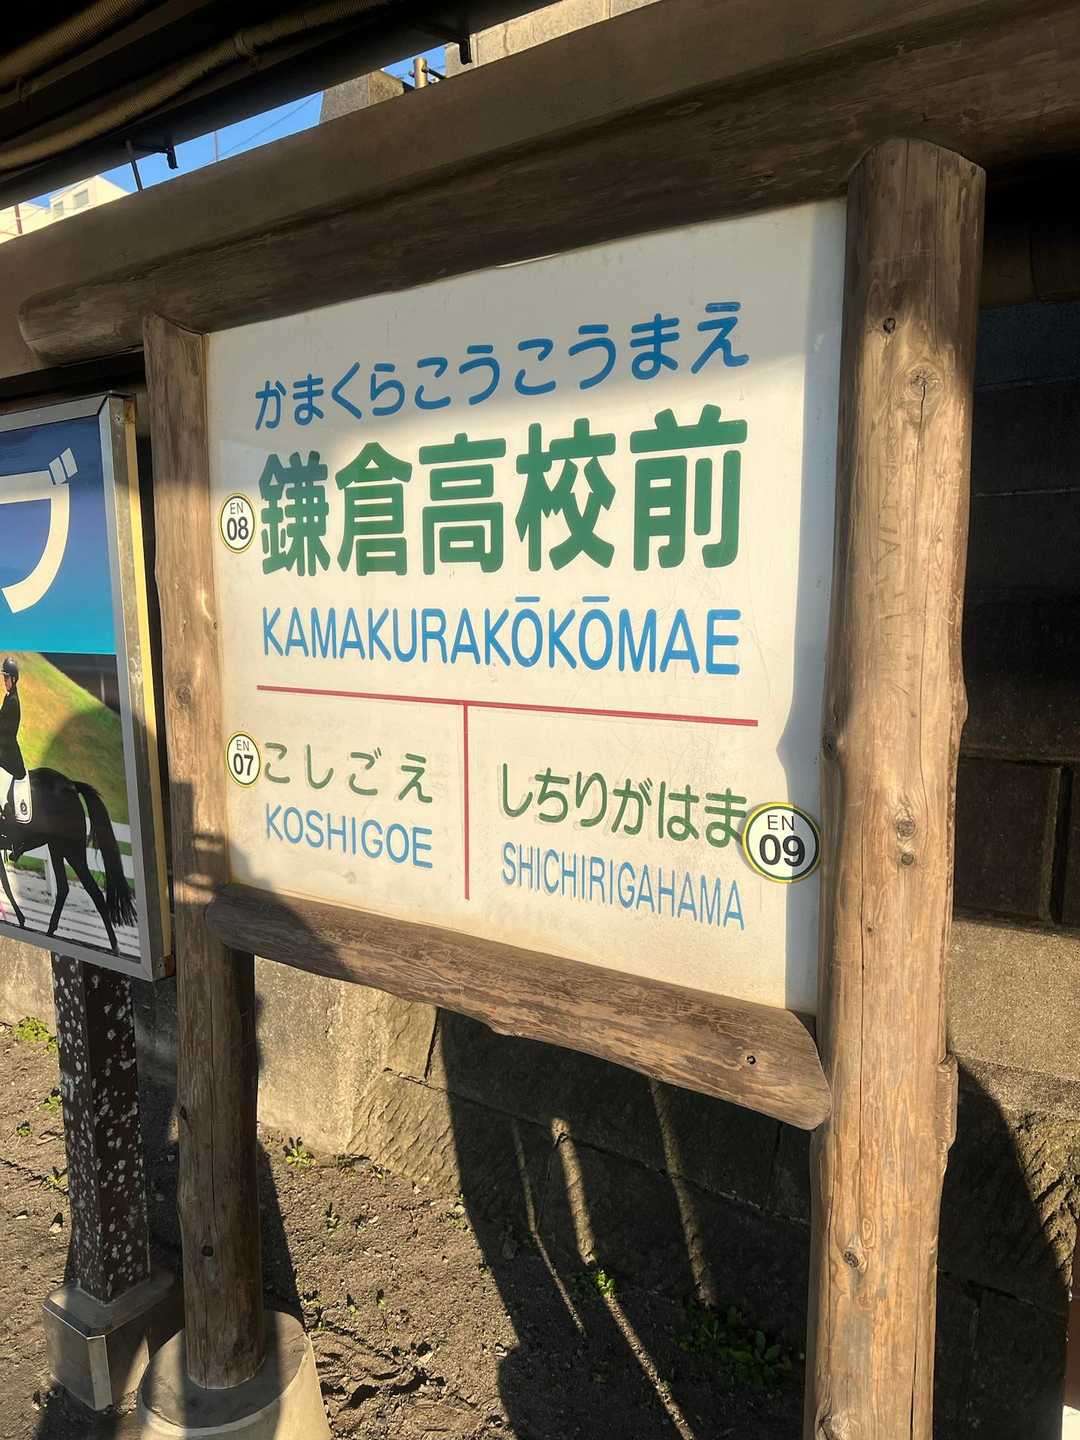 ブ
かまくらこうこうまえ
EN
08
鎌倉高校前
KAMAKURAKŌKŌMAE
EN
07
こしごえ
KOSHIGOE
しちりがはま
EN
09
SHICHIRIGAHAMA